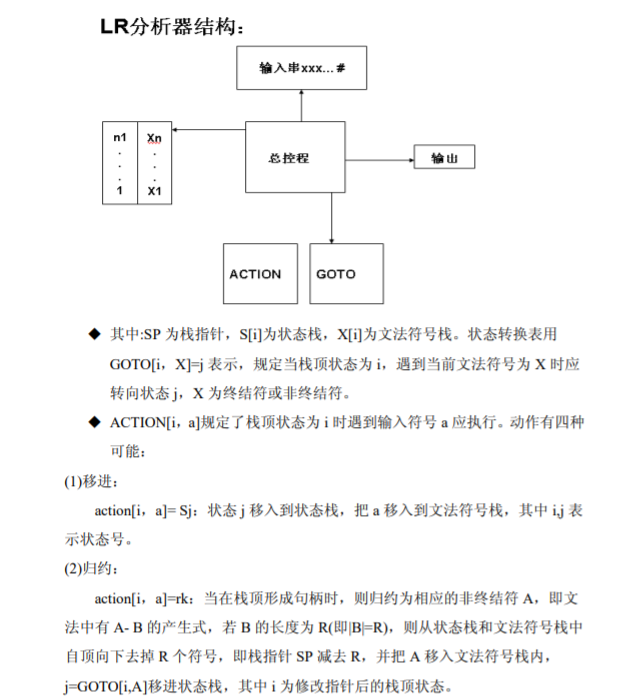 LR分析器结构：
输入串xxx…#
n1 Xn
. .
. .
. .
1 X1
总控程
输出
ACTION
GOTO
◆ 其中:SP 为栈指针，S[i]为状态栈，X[i]为文法符号栈。状态转换表用
GOTO[i，X]=j 表示，规定当栈顶状态为 i，遇到当前文法符号为 X 时应
转向状态 j，X 为终结符或非终结符。
◆ ACTION[i，a]规定了栈顶状态为 i 时遇到输入符号 a 应执行。动作有四种
可能：
(1)移进：
action[i，a]= Sj：状态 j 移入到状态栈，把 a 移入到文法符号栈，其中 i,j 表
示状态号。
(2)归约：
action[i，a]=rk：当在栈顶形成句柄时，则归约为相应的非终结符 A，即文
法中有 A- B 的产生式，若 B 的长度为 R(即|B|=R)，则从状态栈和文法符号栈中
自顶向下去掉 R 个符号，即栈指针 SP 减去 R，并把 A 移入文法符号栈内，
j=GOTO[i,A]移进状态栈，其中 i 为修改指针后的栈顶状态。